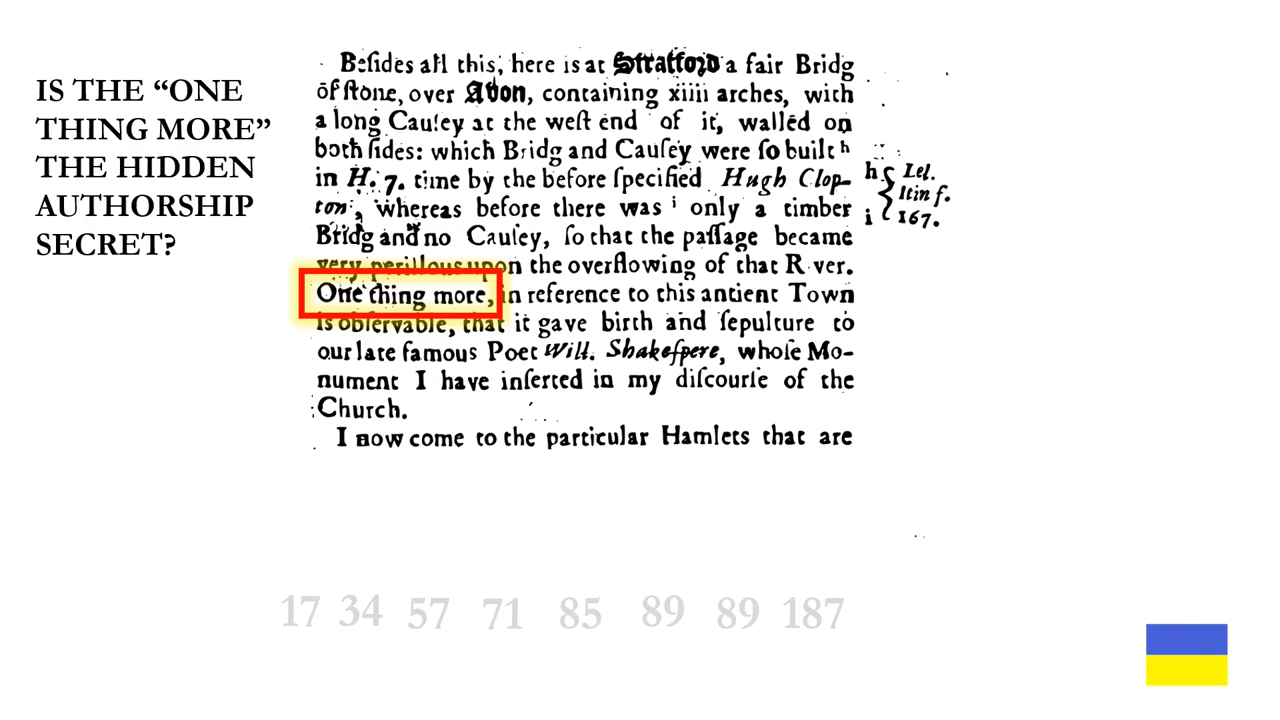 IS THE “ONE
THING MORE”
THE HIDDEN
AUTHORSHIP
SECRET?
Beſides all this, here is at Stratford a fair Bridg
of ſtone, over Avon, containing xiiii arches, with
a long Cauſey at the weſt end of it, walled on
both ſides: which Bridg and Cauſey were ſo built h
in H. 7. time by the before ſpecified Hugh Clop-
ton, whereas before there was i only a timber
Bridg and no Cauſey, ſo that the paſſage became
very perillous upon the overflowing of that River.
One thing more, in reference to this antient Town
is obſervable, that it gave birth and ſepulture to
our late famous Poet Will. Shakeſpere, whoſe Mo-
nument I have inſerted in my diſcourſe of the
Church.
I now come to the particular Hamlets that are
h Lel.
Itin f.
i 167.
17 34 57 71 85 89 89 187